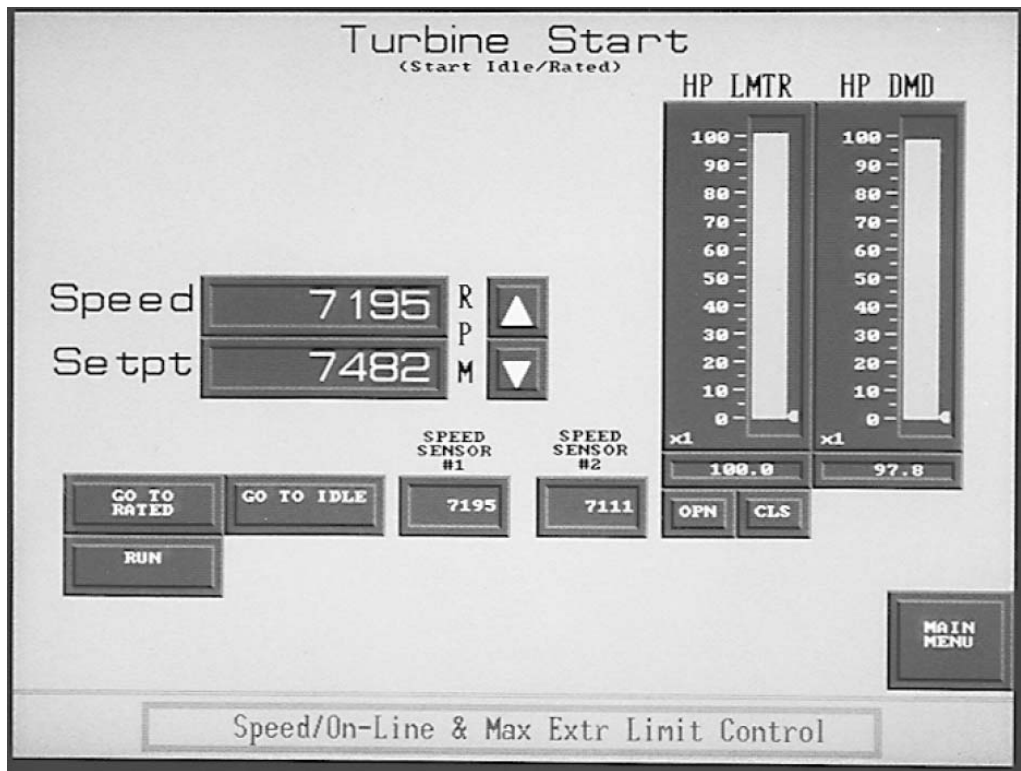 Turbine Start
(Start Idle/Rated)
HP LMTR
HP DMD
100
90
80
70
60
50
40
30
20
10
0
x1
100.0
100
90
80
70
60
50
40
30
20
10
0
x1
97.8
OPN
CLS
Speed 7195
Setpt 7482
RPM
SPEED
SENSOR
#1
7195
SPEED
SENSOR
#2
7111
GO TO
RATED
GO TO IDLE
RUN
MAIN
MENU
Speed/On-Line & Max Extr Limit Control